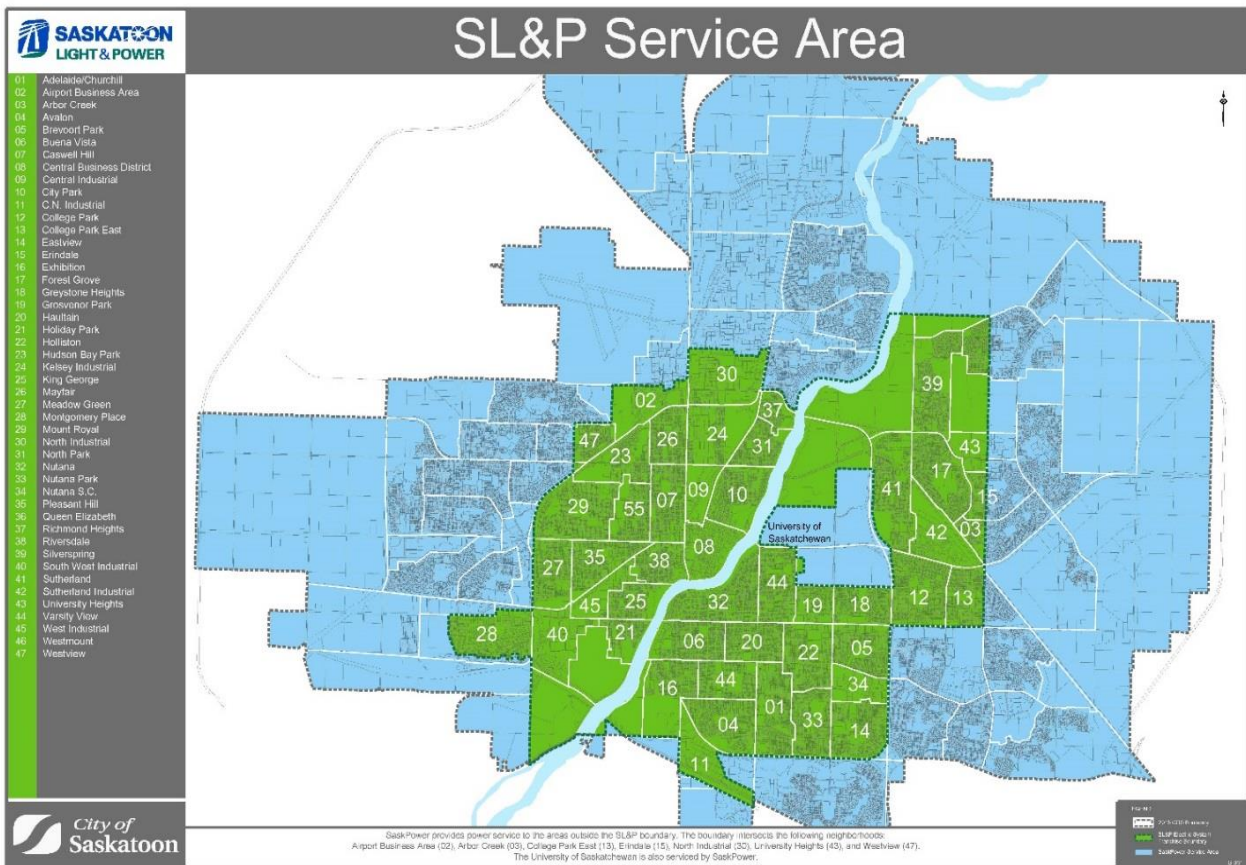 SASKATOON
LIGHT & POWER
SL&P Service Area
01 Adelaide/Churchill
02 Airport Business Area
03 Arbor Creek
04 Avalon
05 Brevoort Park
06 Buena Vista
07 Caswell Hill
08 Central Business District
09 Central Industrial
10 City Park
11 C.N. Industrial
12 College Park
13 College Park East
14 Eastview
15 Erindale
16 Exhibition
17 Forest Grove
18 Greystone Heights
19 Grosvenor Park
20 Haultain
21 Holiday Park
22 Holliston
23 Hudson Bay Park
24 Kelsey Industrial
25 King George
26 Mayfair
27 Meadow Green
28 Montgomery Place
29 Mount Royal
30 North Industrial
31 North Park
32 Nutana
33 Nutana Park
34 Nutana S.C.
35 Pleasant Hill
36 Queen Elizabeth
37 Richmond Heights
38 Riversdale
39 Silverspring
40 South West Industrial
41 Sutherland
42 Sutherland Industrial
43 University Heights
44 Varsity View
45 West Industrial
46 Westmount
47 Westview
30
39
02
37
47
26
24
23
31
43
17
09
07
10
41
15
29
55
University of
Saskatchewan
42
03
08
35
38
27
44
12
13
25
32
19
18
45
28
40
21
06
20
22
05
44
16
34
01
04
33
14
11
City of
Saskatoon
SaskPower provides power service to the areas outside the SL&P boundary. The boundary intersects the following neighborhoods:
Airport Business Area (02), Arbor Creek (03), College Park East (13), Erindale (15), North Industrial (30), University Heights (43), and Westview (47).
The University of Saskatchewan is also serviced by SaskPower.
SaskPower Service Area